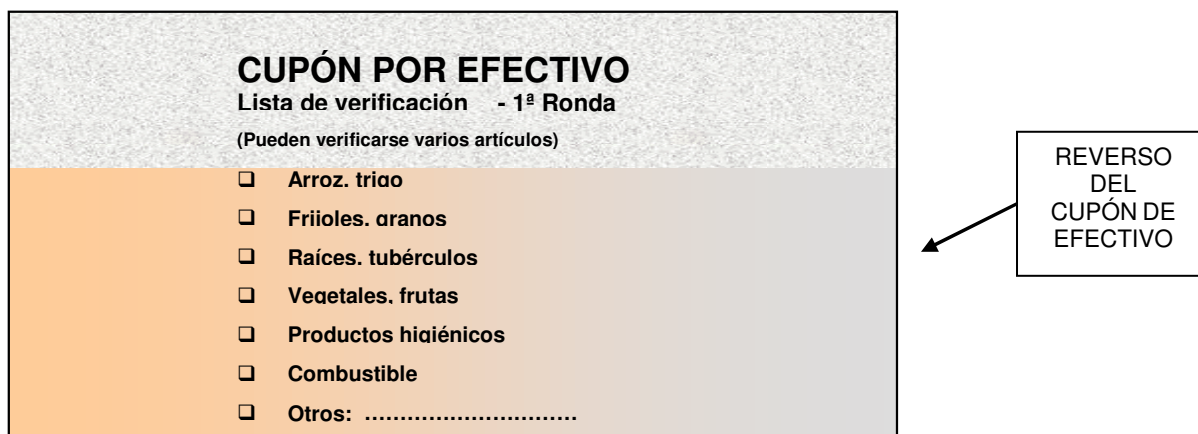 CUPÓN POR EFECTIVO
Lista de verificación - 1ª Ronda
(Pueden verificarse varios artículos)
❑ Arroz, trigo
❑ Frijoles, granos
❑ Raíces, tubérculos
❑ Vegetales, frutas
❑ Productos higiénicos
❑ Combustible
❑ Otros: …………………………
REVERSO
DEL
CUPÓN DE
EFECTIVO